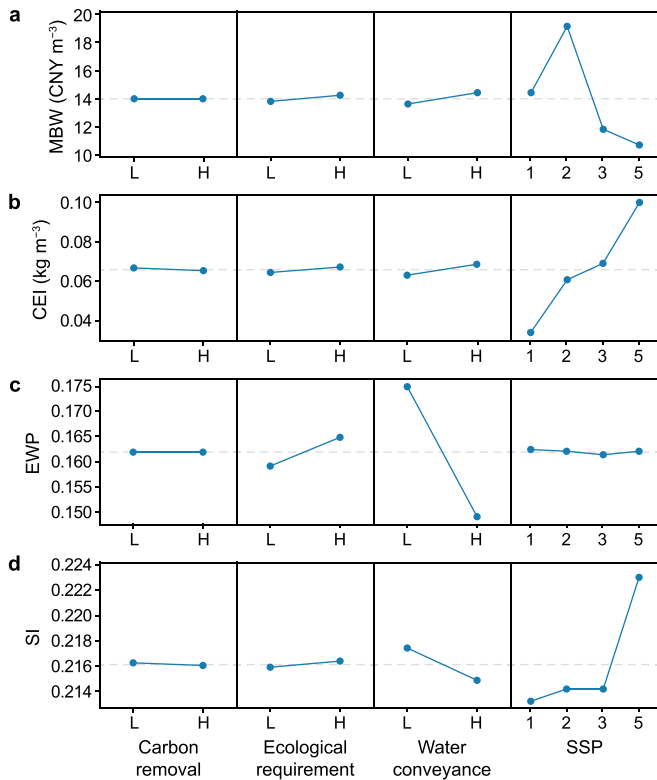 a
MBW (CNY m⁻³)
20
18
16
14
12
10
L H L H L H 1 2 3 5
b
CEI (kg m⁻³)
0.10
0.08
0.06
0.04
L H L H L H 1 2 3 5
c
EWP
0.175
0.170
0.165
0.160
0.155
0.150
L H L H L H 1 2 3 5
d
SI
0.224
0.222
0.220
0.218
0.216
0.214
L H L H L H 1 2 3 5
Carbon
removal
Ecological
requirement
Water
conveyance
SSP